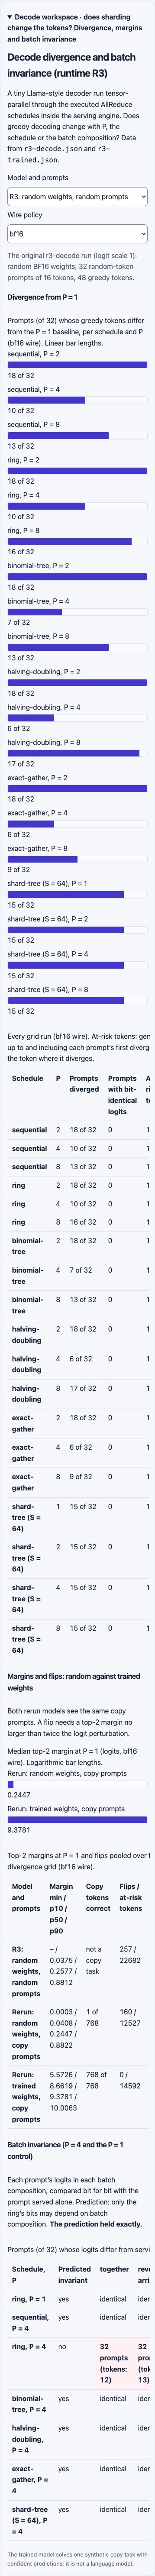 ▼ Decode workspace · does sharding
change the tokens? Divergence, margins
and batch invariance
Decode divergence and batch
invariance (runtime R3)
A tiny Llama-style decoder run tensor-
parallel through the executed AllReduce
schedules inside the serving engine. Does
greedy decoding change with P, the
schedule or the batch composition? Data
from r3-decode.json and r3-
trained.json.
Model and prompts
R3: random weights, random prompts
Wire policy
bf16
The original r3-decode run (logit scale 1):
random BF16 weights, 32 random-token
prompts of 16 tokens, 48 greedy tokens.
Divergence from P = 1
Prompts (of 32) whose greedy tokens differ
from the P = 1 baseline, per schedule and P
(bf16 wire). Linear bar lengths.
sequential, P = 2
18 of 32
sequential, P = 4
10 of 32
sequential, P = 8
13 of 32
ring, P = 2
18 of 32
ring, P = 4
10 of 32
ring, P = 8
16 of 32
binomial-tree, P = 2
18 of 32
binomial-tree, P = 4
7 of 32
binomial-tree, P = 8
13 of 32
halving-doubling, P = 2
18 of 32
halving-doubling, P = 4
6 of 32
halving-doubling, P = 8
17 of 32
exact-gather, P = 2
18 of 32
exact-gather, P = 4
6 of 32
exact-gather, P = 8
9 of 32
shard-tree (S = 64), P = 1
15 of 32
shard-tree (S = 64), P = 2
15 of 32
shard-tree (S = 64), P = 4
15 of 32
shard-tree (S = 64), P = 8
15 of 32
Every grid run (bf16 wire). At-risk tokens: gen
up to and including each prompt's first diverg
the token where it diverges.
Schedule P Prompts diverged Prompts with bit-identical logits
sequential 2 18 of 32 0 1
sequential 4 10 of 32 0 1
sequential 8 13 of 32 0 1
ring 2 18 of 32 0 1
ring 4 10 of 32 0 1
ring 8 16 of 32 0 1
binomial-tree 2 18 of 32 0 1
binomial-tree 4 7 of 32 0 1
binomial-tree 8 13 of 32 0 1
halving-doubling 2 18 of 32 0 1
halving-doubling 4 6 of 32 0 1
halving-doubling 8 17 of 32 0 1
exact-gather 2 18 of 32 0 1
exact-gather 4 6 of 32 0 1
exact-gather 8 9 of 32 0 1
shard-tree (S = 64) 1 15 of 32 0 1
shard-tree (S = 64) 2 15 of 32 0 1
shard-tree (S = 64) 4 15 of 32 0 1
shard-tree (S = 64) 8 15 of 32 0 1
Margins and flips: random against trained
weights
Both rerun models see the same copy
prompts. A flip needs a top-2 margin no
larger than twice the logit perturbation.
Median top-2 margin at P = 1 (logits, bf16
wire). Logarithmic bar lengths.
Rerun: random weights, copy prompts
0.2447
Rerun: trained weights, copy prompts
9.3781
Top-2 margins at P = 1 and flips pooled over t
divergence grid (bf16 wire).
Model and prompts Margin min / p10 / p50 / p90 Copy tokens correct Flips / at-risk tokens
R3: random weights, random prompts – / 0.0375 / 0.2577 / 0.8812 not a copy task 257 / 22682
Rerun: random weights, copy prompts 0.0003 / 0.0408 / 0.2447 / 0.8822 1 of 768 160 / 12527
Rerun: trained weights, copy prompts 5.5726 / 8.6619 / 9.3781 / 10.0063 768 of 768 0 / 14592
Batch invariance (P = 4 and the P = 1
control)
Each prompt's logits in each batch
composition, compared bit for bit with the
prompt served alone. Prediction: only the
ring's bits may depend on batch
composition. The prediction held exactly.
Prompts (of 32) whose logits differ from servi
Schedule, P Predicted invariant together
ring, P = 1 yes identical
sequential, P = 4 yes identical
ring, P = 4 no 32 prompts (tokens: 12)
binomial-tree, P = 4 yes identical
halving-doubling, P = 4 yes identical
exact-gather, P = 4 yes identical
shard-tree (S = 64), P = 4 yes identical
The trained model solves one synthetic copy task with
confident predictions; it is not a language model.